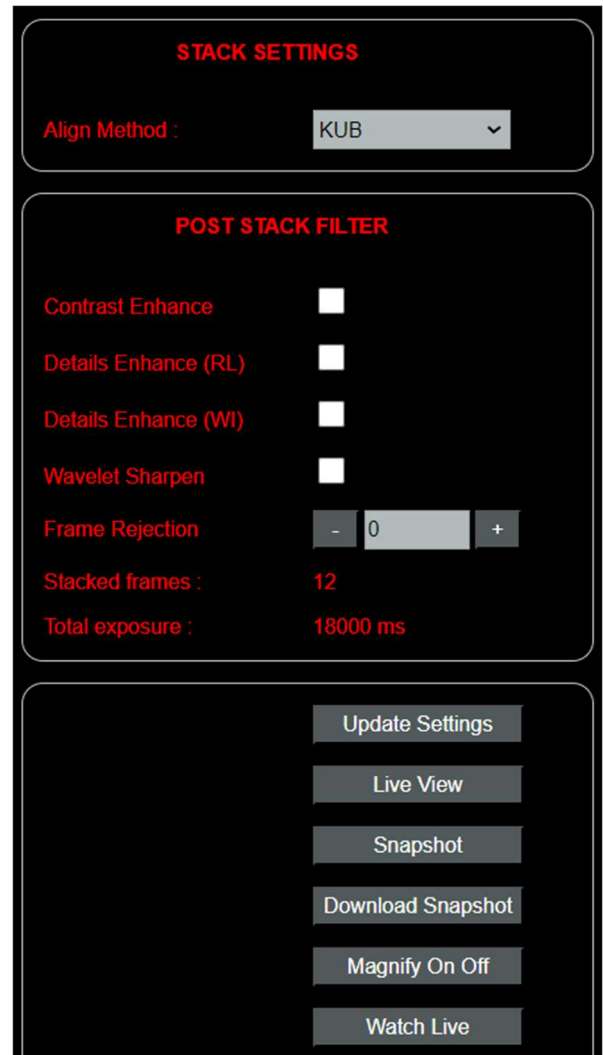 STACK SETTINGS
Align Method : KUB
POST STACK FILTER
Contrast Enhance
Details Enhance (RL)
Details Enhance (WI)
Wavelet Sharpen
Frame Rejection - 0 +
Stacked frames : 12
Total exposure : 18000 ms
Update Settings
Live View
Snapshot
Download Snapshot
Magnify On Off
Watch Live